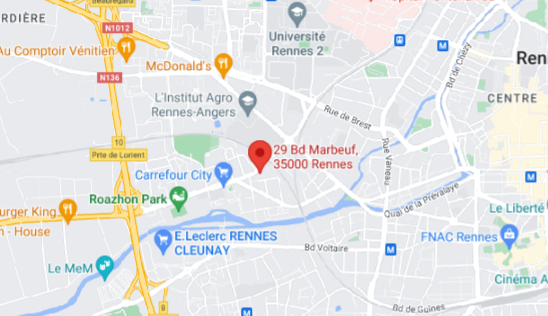 RDIÈRE
Beauregard
N1012
Au Comptoir Vénitien
N136
McDonald's
Université
Rennes 2
Bd de Chézy
Ren
CENTRE
L'Institut Agro
Rennes-Angers
Rue de Brest
10
Prte de Lorient
29 Bd Marbeuf,
35000 Rennes
Rue Vaneau
Carrefour City
Roazhon Park
Quai de la Prévalaye
M
Le Liberté
urger King
n - House
E.Leclerc RENNES
CLEUNAY
Bd Voltaire
M
FNAC Rennes
M
Le MeM
Cinéma A
8
Bd de Guines